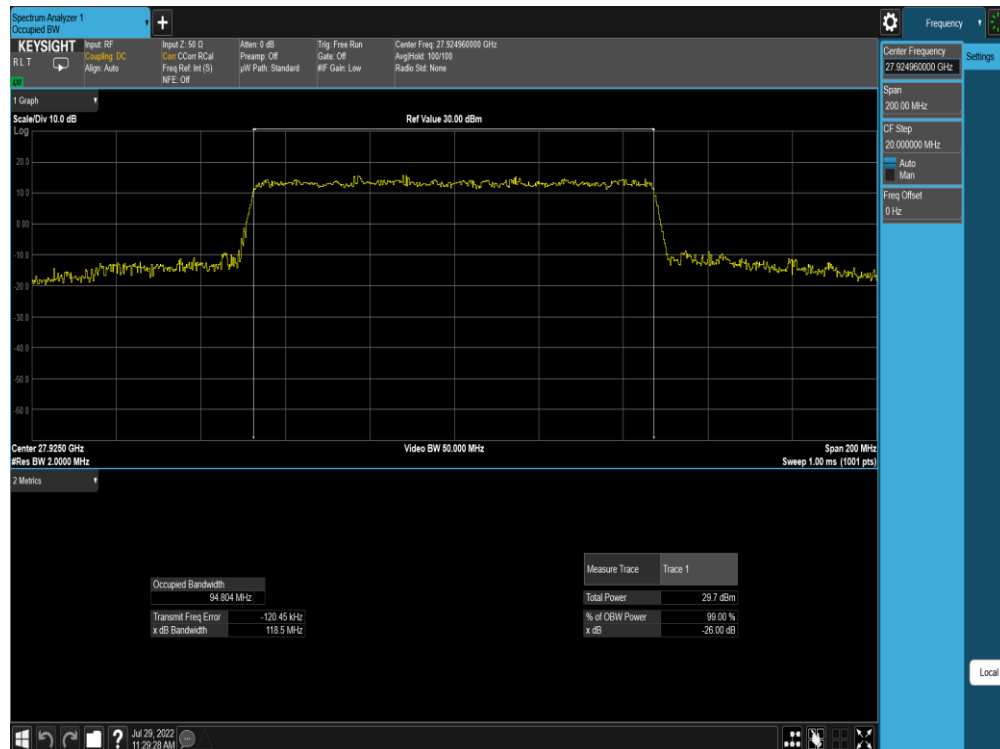 Spectrum Analyzer 1
Occupied BW
+
Frequency
KEYSIGHT
RLT
Input: RF
Coupling: DC
Align: Auto
Input Z: 50 Ω
Corr CCorr RCal
Freq Ref: Int (S)
NFE: Off
Atten: 0 dB
Preamp: Off
µW Path: Standard
Trig: Free Run
Gate: Off
#IF Gain: Low
Center Freq: 27.924960000 GHz
Avg|Hold: 100/100
Radio Std: None
Center Frequency
27.924960000 GHz
Settings
Span
200.00 MHz
CF Step
20.000000 MHz
Auto
Man
Freq Offset
0 Hz
1 Graph
Scale/Div 10.0 dB
Ref Value 30.00 dBm
Log
20.0
10.0
0.00
-10.0
-20.0
-30.0
-40.0
-50.0
-60.0
Center 27.9250 GHz
Video BW 50.000 MHz
Span 200 MHz
#Res BW 2.0000 MHz
Sweep 1.00 ms (1001 pts)
2 Metrics
Measure Trace Trace 1
Occupied Bandwidth
94.804 MHz
Total Power 29.7 dBm
Transmit Freq Error -120.45 kHz
% of OBW Power 99.00 %
x dB Bandwidth 118.5 MHz
x dB -26.00 dB
Local
?
Jul 29, 2022
11:29:28 AM